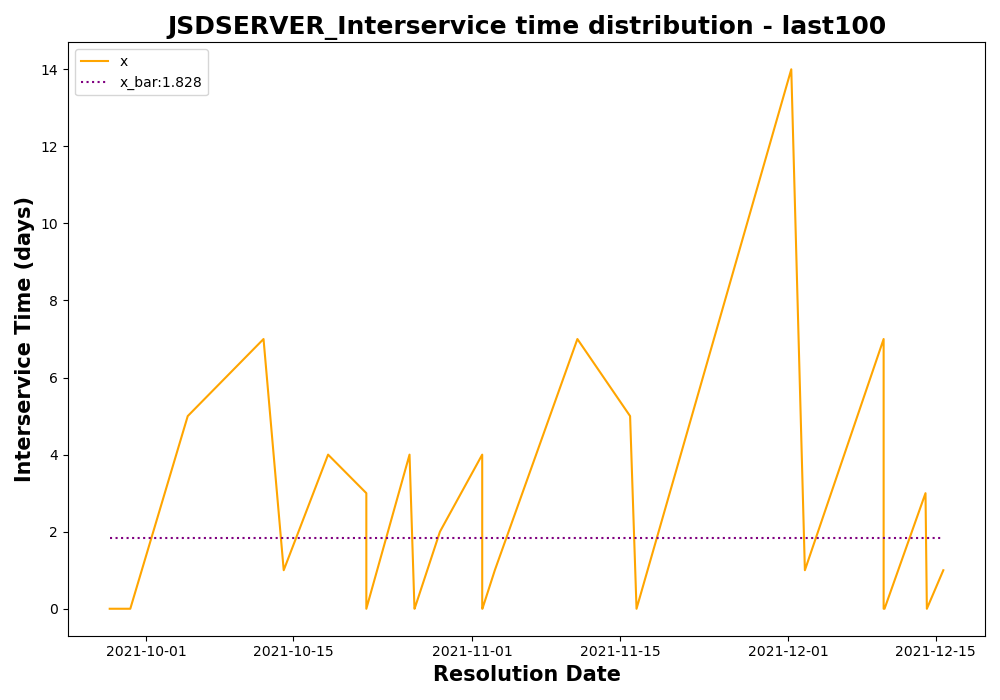 JSDSERVER_Interservice time distribution - last100
x
x_bar:1.828
Interservice Time (days)
14
12
10
8
6
4
2
0
2021-10-01
2021-10-15
2021-11-01
2021-11-15
2021-12-01
2021-12-15
Resolution Date